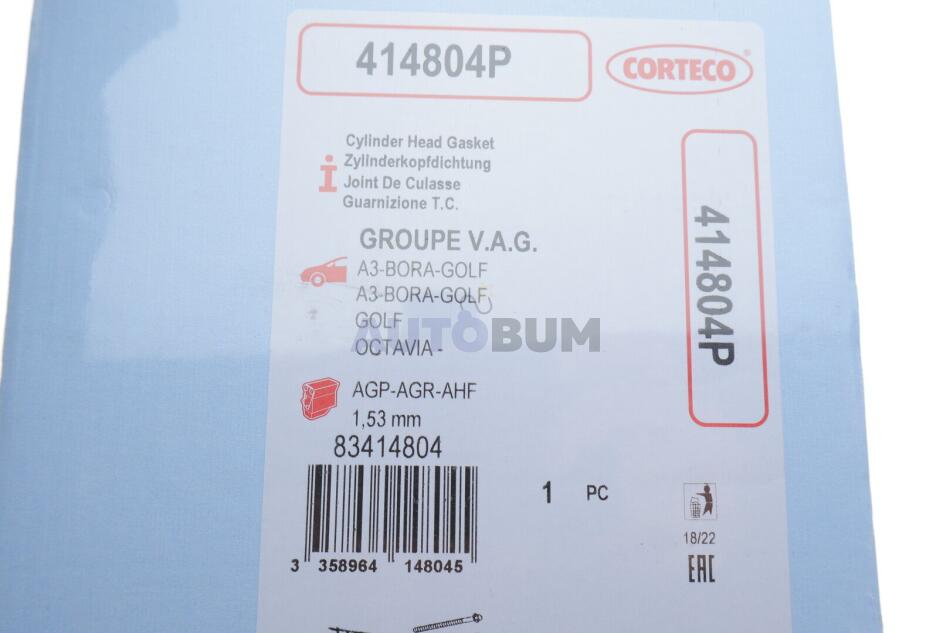 414804P
CORTECO®
Cylinder Head Gasket
Zylinderkopfdichtung
Joint De Culasse
Guarnizione T.C.
GROUPE V.A.G.
A3-BORA-GOLF
A3-BORA-GOLF
GOLF
AUTOBUM
OCTAVIA -
AGP-AGR-AHF
1,53 mm
83414804
3 358964 148045
1 PC
414804P
18/22
EAC